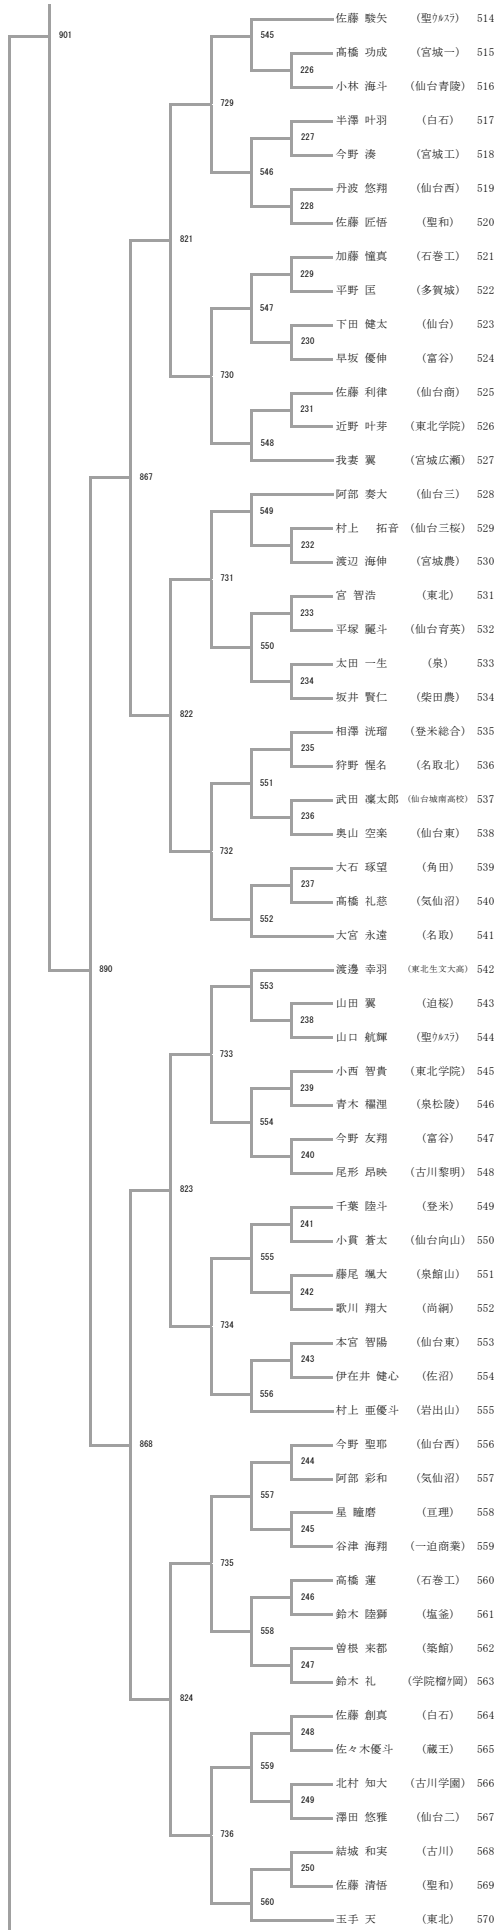 佐藤 駿矢 (聖ウルスラ) 514
901
545
髙橋 功成 (宮城一) 515
226
小林 海斗 (仙台青陵) 516
729
半澤 叶羽 (白石) 517
227
今野 湊 (宮城工) 518
546
丹波 悠翔 (仙台西) 519
228
佐藤 匠悟 (聖和) 520
821
加藤 憧真 (石巻工) 521
229
平野 匡 (多賀城) 522
547
下田 健太 (仙台) 523
230
早坂 優伸 (富谷) 524
730
佐藤 利律 (仙台商) 525
231
近野 叶芽 (東北学院) 526
548
我妻 翼 (宮城広瀬) 527
867
阿部 奏大 (仙台三) 528
549
村上 拓音 (仙台三桜) 529
232
渡辺 海伸 (宮城農) 530
731
宮 智浩 (東北) 531
233
平塚 麗斗 (仙台育英) 532
550
太田 一生 (泉) 533
234
坂井 賢仁 (柴田農) 534
822
相澤 洸瑠 (登米総合) 535
235
狩野 惺名 (名取北) 536
551
武田 凜太郎 (仙台城南高校) 537
236
奥山 空楽 (仙台東) 538
732
大石 琢望 (角田) 539
237
髙橋 礼慈 (気仙沼) 540
552
大宮 永遠 (名取) 541
890
渡邊 幸羽 (東北生文大高) 542
553
山田 翼 (迫桜) 543
238
山口 航輝 (聖ウルスラ) 544
733
小西 智貴 (東北学院) 545
239
青木 櫂浬 (泉松陵) 546
554
今野 友翔 (富谷) 547
240
尾形 昂映 (古川黎明) 548
823
千葉 陸斗 (登米) 549
241
小貫 蒼太 (仙台向山) 550
555
藤尾 颯大 (泉館山) 551
242
歌川 翔大 (尚絅) 552
734
本宮 智陽 (仙台東) 553
243
伊在井 健心 (佐沼) 554
556
村上 亜優斗 (岩出山) 555
868
今野 聖耶 (仙台西) 556
244
阿部 彩和 (気仙沼) 557
557
星 瞳磨 (亘理) 558
245
谷津 海翔 (一迫商業) 559
735
高橋 蓮 (石巻工) 560
246
鈴木 陸獅 (塩釜) 561
558
曽根 来都 (築館) 562
247
鈴木 礼 (学院榴ケ岡) 563
824
佐藤 創真 (白石) 564
248
佐々木優斗 (蔵王) 565
559
北村 知大 (古川学園) 566
249
澤田 悠雅 (仙台二) 567
736
結城 和実 (古川) 568
250
佐藤 清悟 (聖和) 569
560
玉手 天 (東北) 570